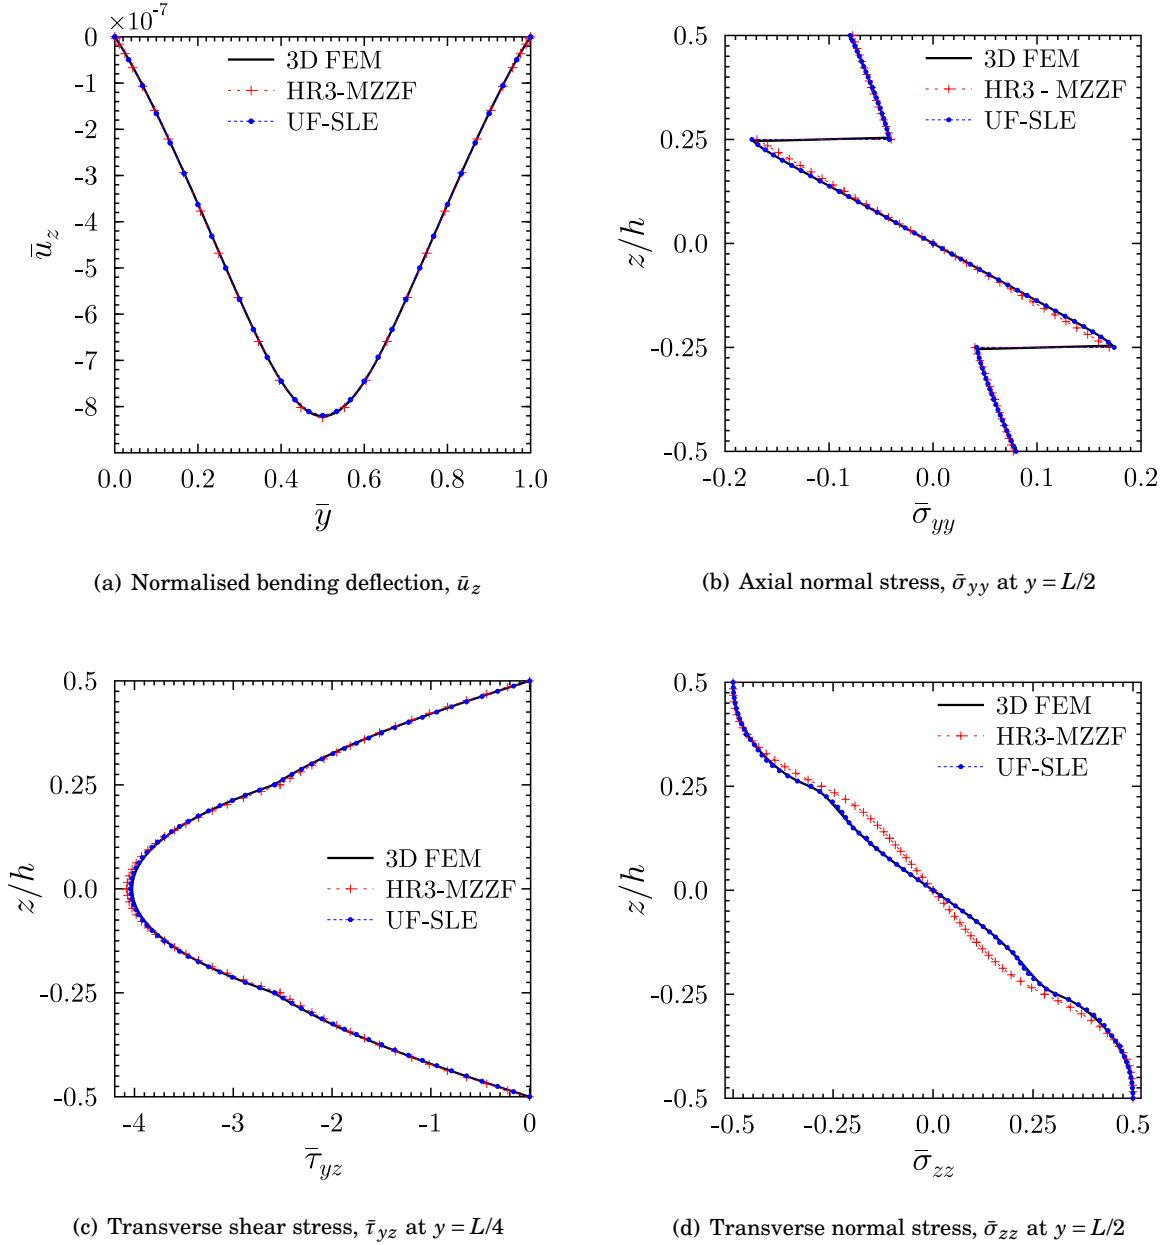 ×10⁻⁷
0
-1
-2
-3
-4
-5
-6
-7
-8
ū_z
3D FEM
HR3-MZZF
UF-SLE
0.0 0.2 0.4 0.6 0.8 1.0
ȳ
(a) Normalised bending deflection, ū_z
0.5
0.25
0.0
-0.25
-0.5
z/h
3D FEM
HR3 - MZZF
UF-SLE
-0.2 -0.1 0.0 0.1 0.2
σ̄_yy
(b) Axial normal stress, σ̄_yy at y = L/2
0.5
0.25
0.0
-0.25
-0.5
z/h
3D FEM
HR3-MZZF
UF-SLE
-4 -3 -2 -1 0
τ̄_yz
(c) Transverse shear stress, τ̄_yz at y = L/4
0.5
0.25
0.0
-0.25
-0.5
z/h
3D FEM
HR3-MZZF
UF-SLE
-0.5 -0.25 0.0 0.25 0.5
σ̄_zz
(d) Transverse normal stress, σ̄_zz at y = L/2